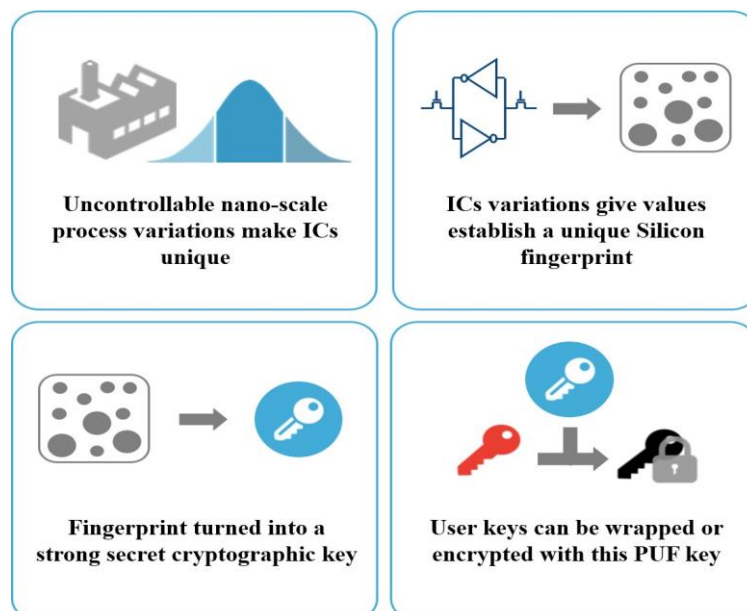 Uncontrollable nano-scale
process variations make ICs
unique
ICs variations give values
establish a unique Silicon
fingerprint
Fingerprint turned into a
strong secret cryptographic key
User keys can be wrapped or
encrypted with this PUF key